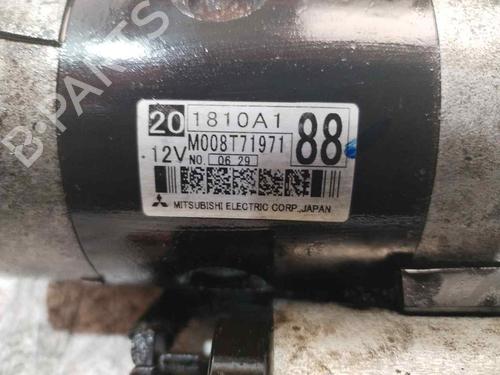 B-PARTS
20 1810A1
12V M008T71971 88
NO. 06 29
MITSUBISHI ELECTRIC CORP., JAPAN